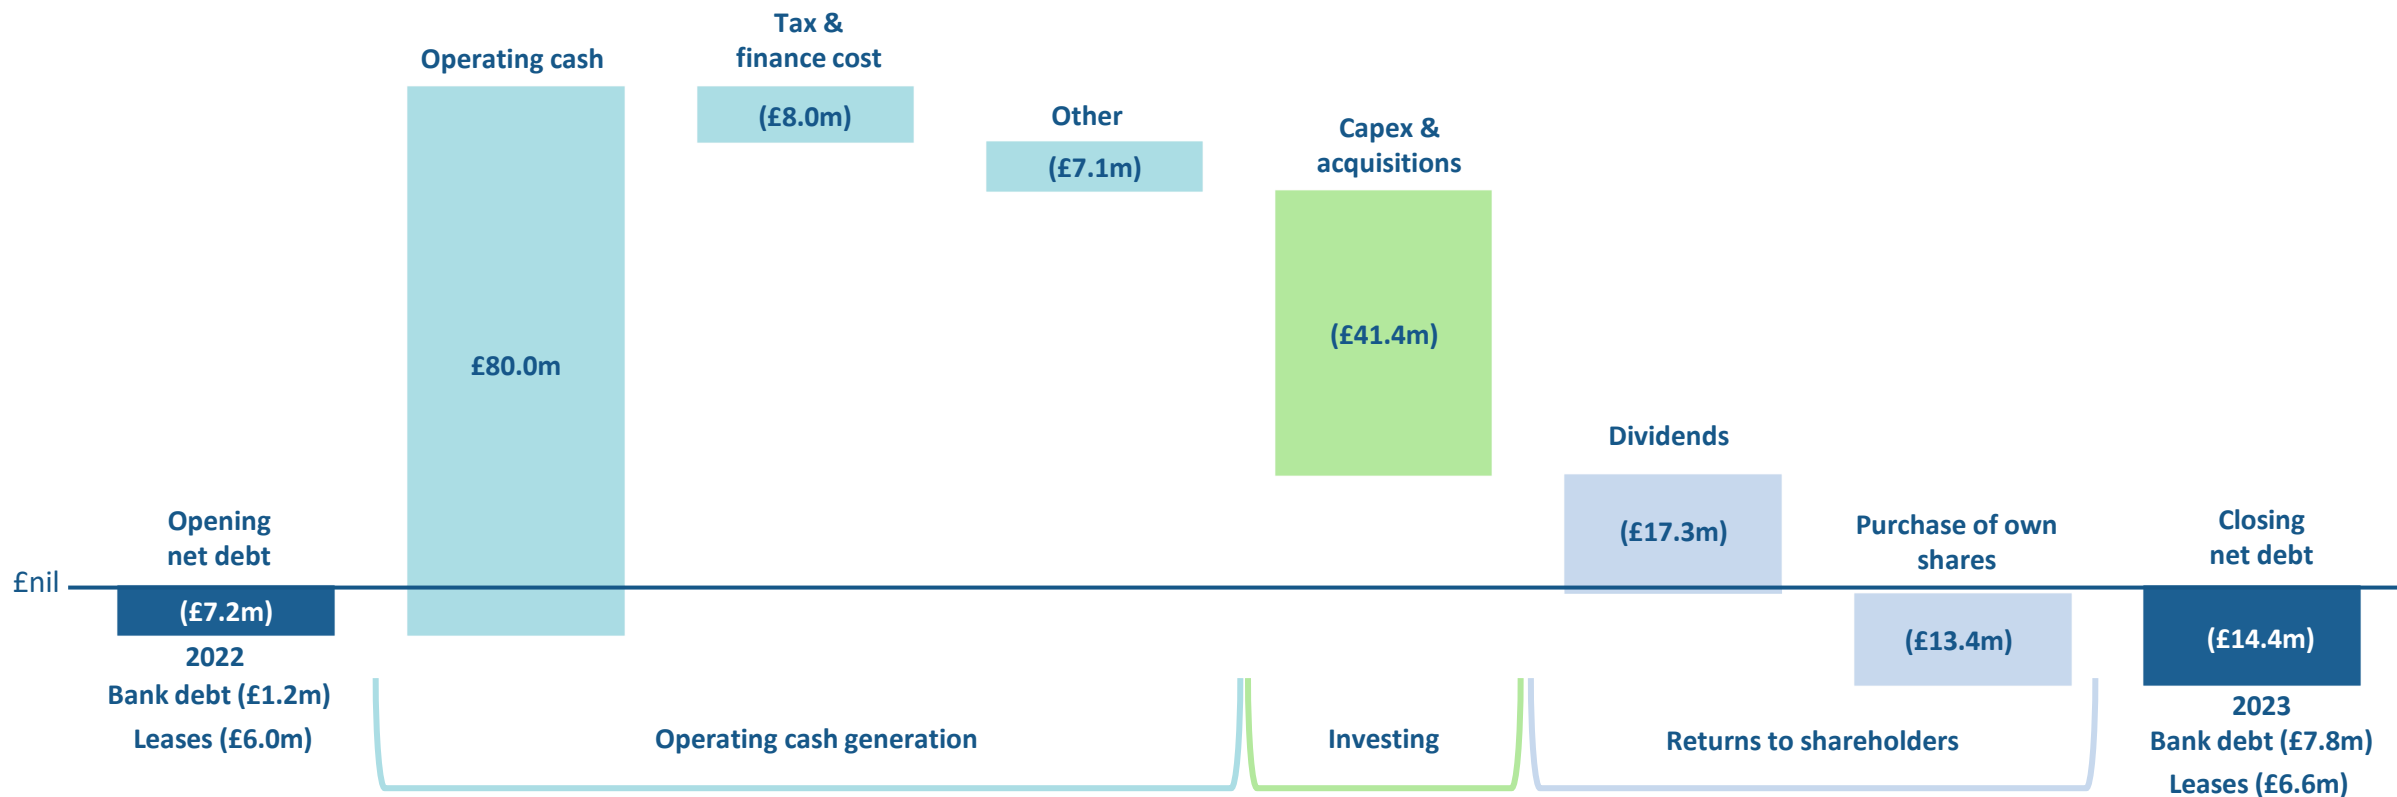 Opening
net debt
(£7.2m)
2022
Bank debt (£1.2m)
Leases (£6.0m)
£nil
Operating cash
£80.0m
Tax &
finance cost
(£8.0m)
Other
(£7.1m)
Operating cash generation
Capex &
acquisitions
(£41.4m)
Investing
Dividends
(£17.3m)
Purchase of own
shares
(£13.4m)
Returns to shareholders
Closing
net debt
(£14.4m)
2023
Bank debt (£7.8m)
Leases (£6.6m)